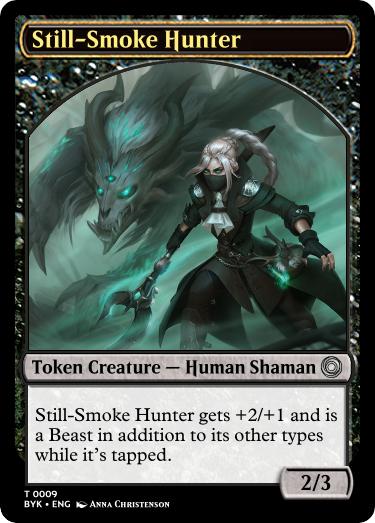 Still-Smoke Hunter
Token Creature — Human Shaman
Still-Smoke Hunter gets +2/+1 and is
a Beast in addition to its other types
while it's tapped.
2/3
T 0009
BYK • ENG Anna Christenson